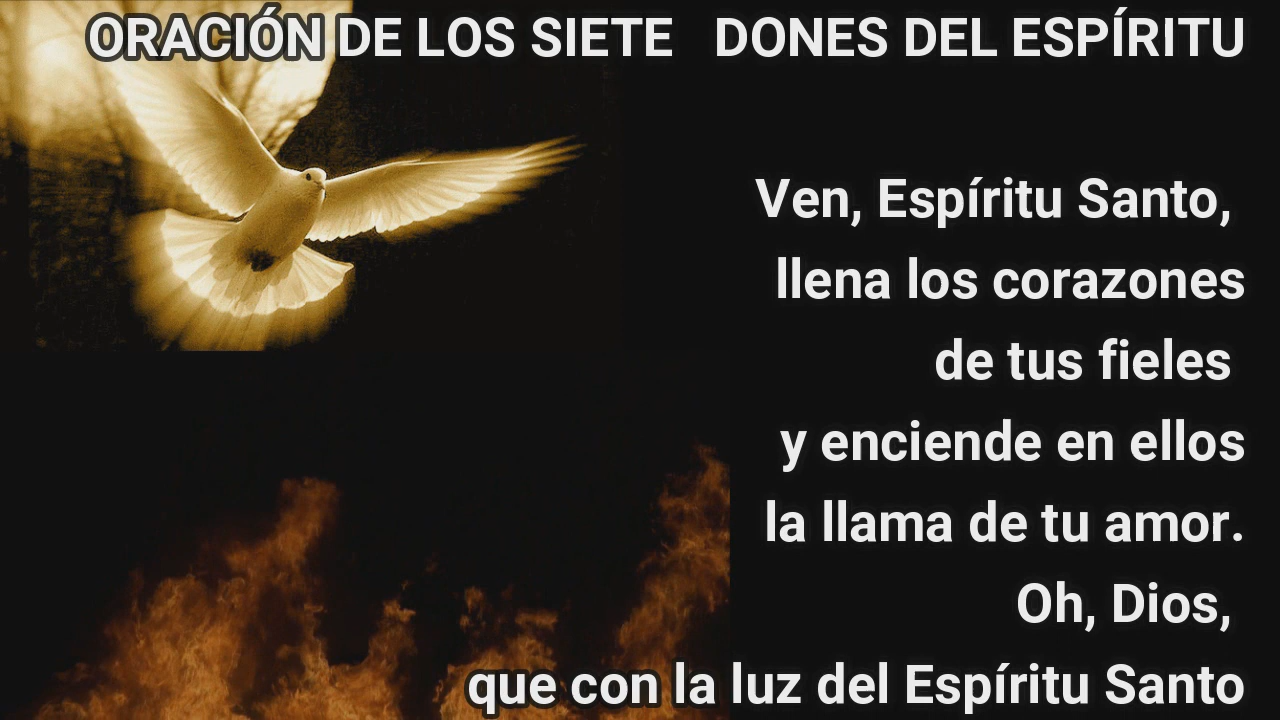 ORACIÓN DE LOS SIETE DONES DEL ESPÍRITU
Ven, Espíritu Santo,
llena los corazones
de tus fieles
y enciende en ellos
la llama de tu amor.
Oh, Dios,
que con la luz del Espíritu Santo